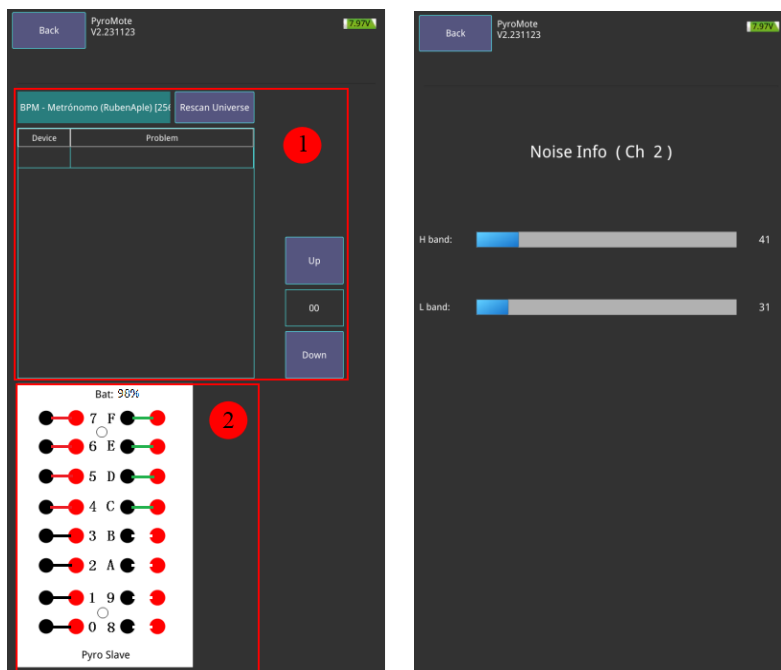 Back
PyroMote
V2.231123
7.97V
BPM - Metrónomo (RubenAple) [256
Rescan Universe
Device Problem
1
Up
00
Down
Bat: 98%
2
7 F
6 E
5 D
4 C
3 B
2 A
1 9
0 8
Pyro Slave
Back
PyroMote
V2.231123
7.97V
Noise Info ( Ch 2 )
H band: 41
L band: 31